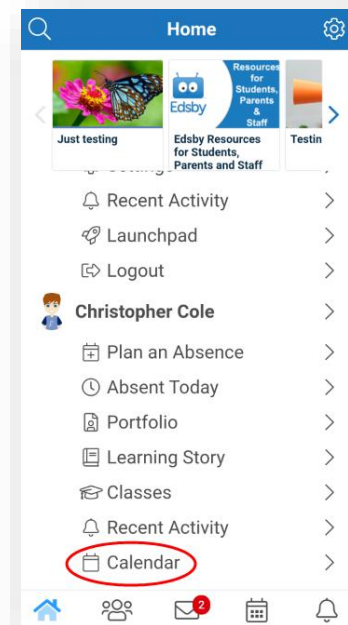 Home
Resources
for
Students,
Parents
&
Staff
Edsby
Just testing
Edsby Resources
for Students,
Parents and Staff
Testin
Recent Activity
Launchpad
Logout
Christopher Cole
Plan an Absence
Absent Today
Portfolio
Learning Story
Classes
Recent Activity
Calendar
2